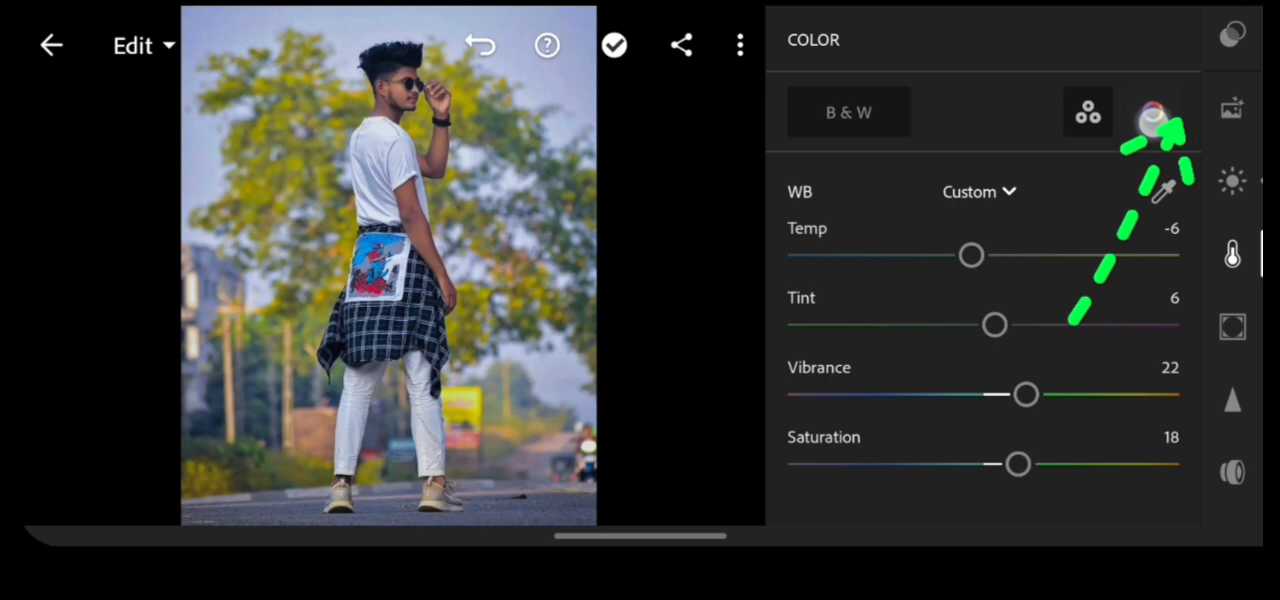 Edit
COLOR
B & W
WB Custom
Temp -6
Tint 6
Vibrance 22
Saturation 18